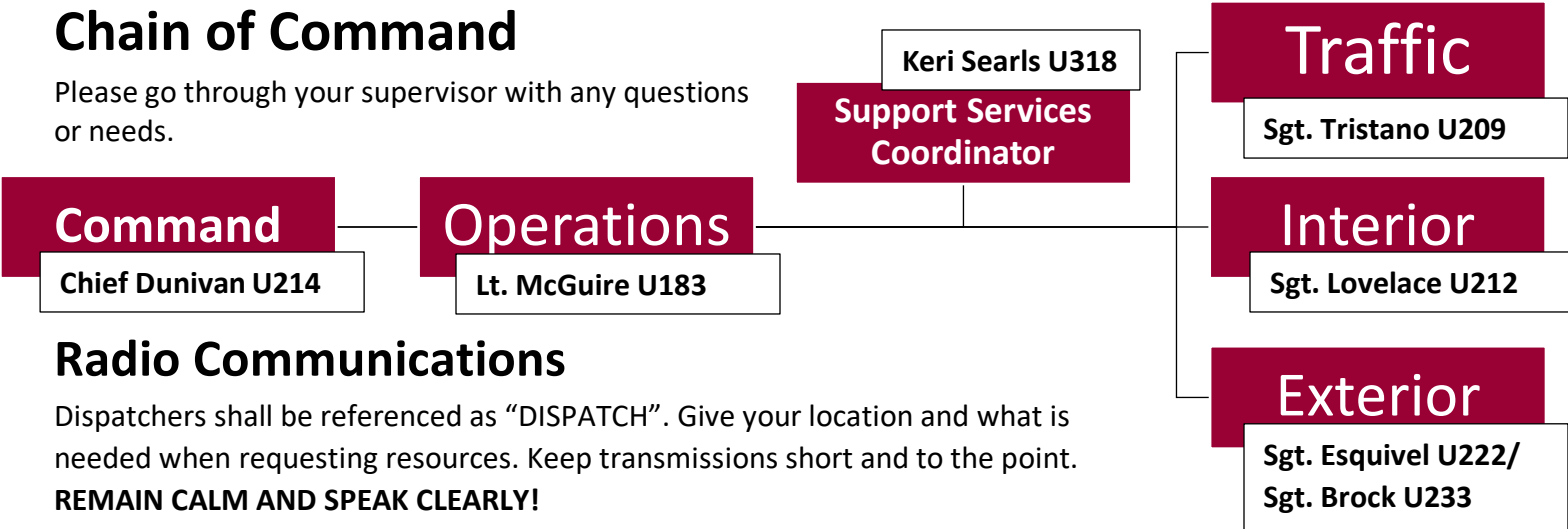 Chain of Command
Please go through your supervisor with any questions
or needs.
Keri Searls U318
Support Services
Coordinator
Command
Chief Dunivan U214
Operations
Lt. McGuire U183
Traffic
Sgt. Tristano U209
Interior
Sgt. Lovelace U212
Exterior
Sgt. Esquivel U222/
Sgt. Brock U233
Radio Communications
Dispatchers shall be referenced as “DISPATCH”. Give your location and what is
needed when requesting resources. Keep transmissions short and to the point.
REMAIN CALM AND SPEAK CLEARLY!